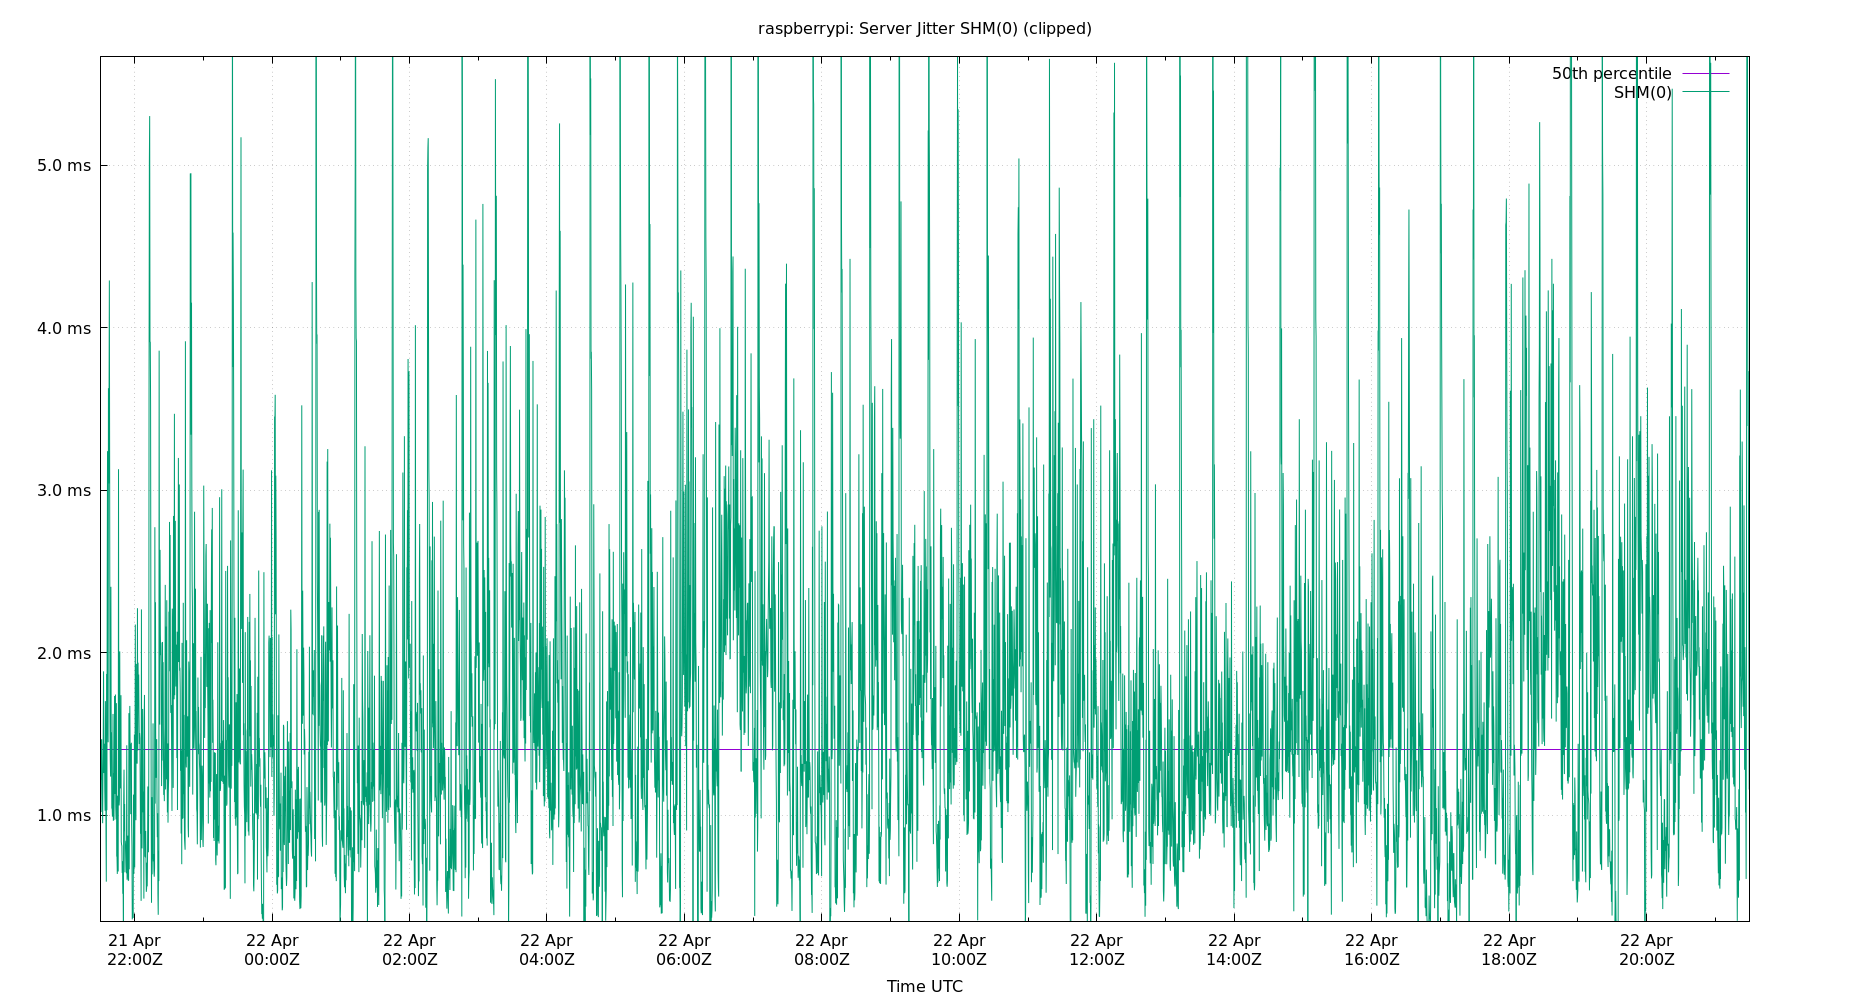 raspberrypi: Server Jitter SHM(0) (clipped)
50th percentile
SHM(0)
5.0 ms
4.0 ms
3.0 ms
2.0 ms
1.0 ms
21 Apr 22 Apr 22 Apr 22 Apr 22 Apr 22 Apr 22 Apr 22 Apr 22 Apr 22 Apr 22 Apr 22 Apr
22:00Z 00:00Z 02:00Z 04:00Z 06:00Z 08:00Z 10:00Z 12:00Z 14:00Z 16:00Z 18:00Z 20:00Z
Time UTC